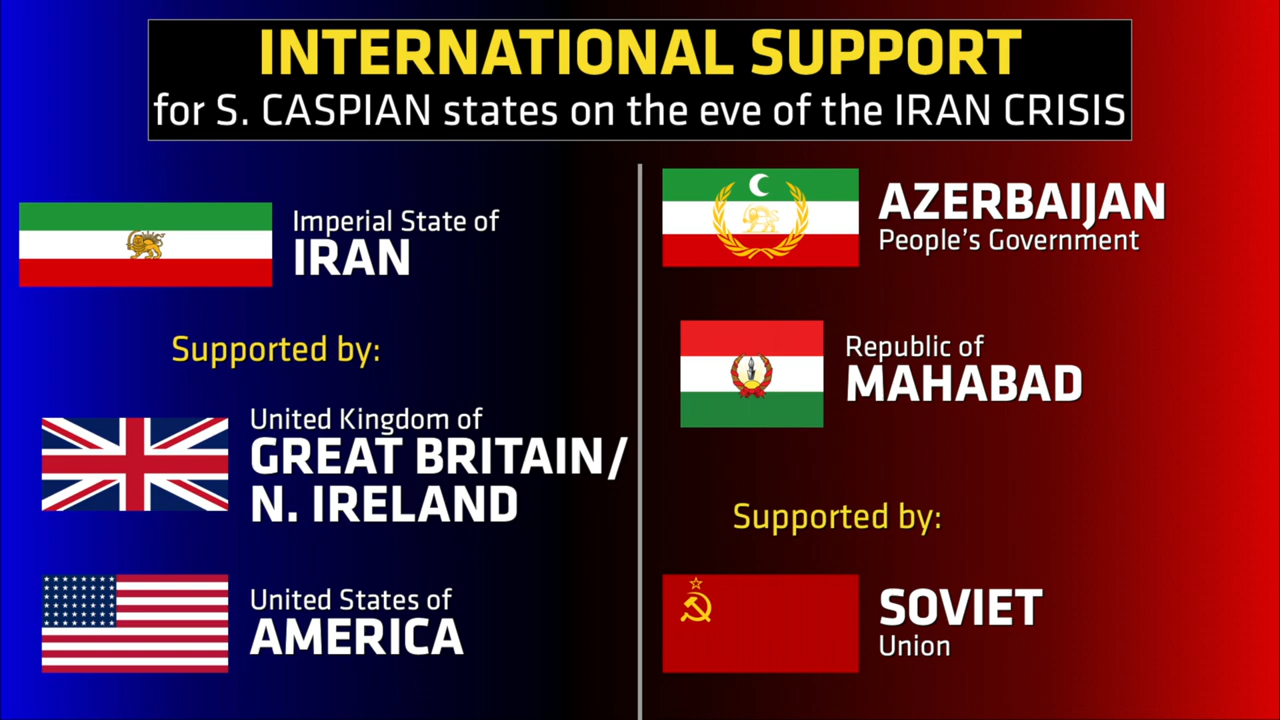 INTERNATIONAL SUPPORT
for S. CASPIAN states on the eve of the IRAN CRISIS
Imperial State of
IRAN
Supported by:
United Kingdom of
GREAT BRITAIN/
N. IRELAND
United States of
AMERICA
AZERBAIJAN
People's Government
Republic of
MAHABAD
Supported by:
SOVIET
Union